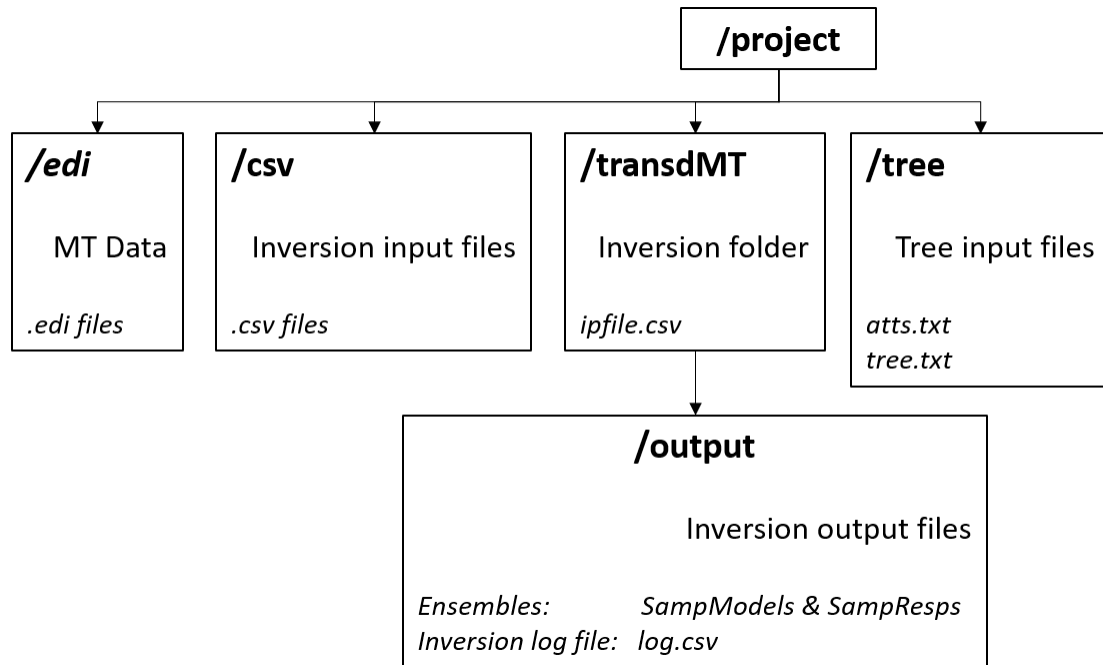 /project
/edi
MT Data
.edi files
/csv
Inversion input files
.csv files
/transdMT
Inversion folder
ipfile.csv
/tree
Tree input files
atts.txt
tree.txt
/output
Inversion output files
Ensembles: SampModels & SampResps
Inversion log file: log.csv